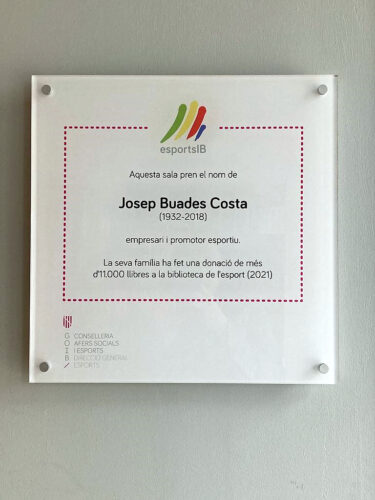 esportsIB
Aquesta sala pren el nom de
Josep Buades Costa
(1932-2018)
empresari i promotor esportiu.
La seva família ha fet una donació de més
d'11.000 llibres a la biblioteca de l'esport (2021)
G CONSELLERIA
O AFERS SOCIALS
I I ESPORTS
B DIRECCIÓ GENERAL
/ ESPORTS